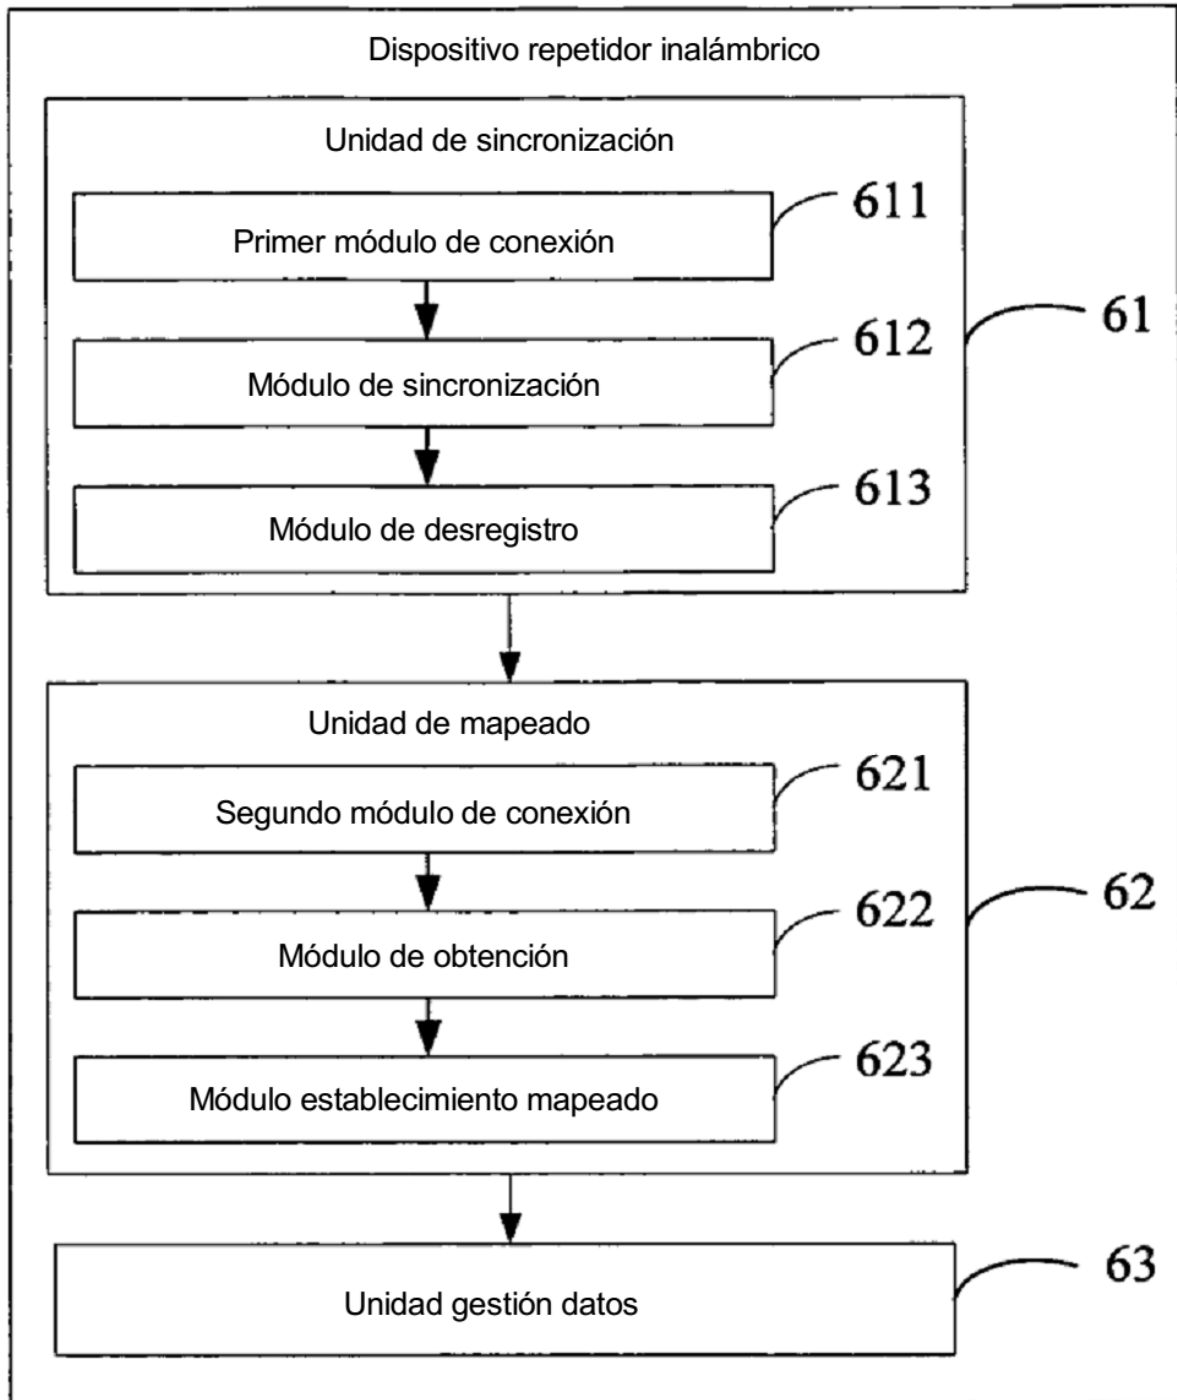 Dispositivo repetidor inalámbrico
Unidad de sincronización
611
Primer módulo de conexión
61
612
Módulo de sincronización
613
Módulo de desregistro
Unidad de mapeado
621
Segundo módulo de conexión
62
622
Módulo de obtención
623
Módulo establecimiento mapeado
63
Unidad gestión datos